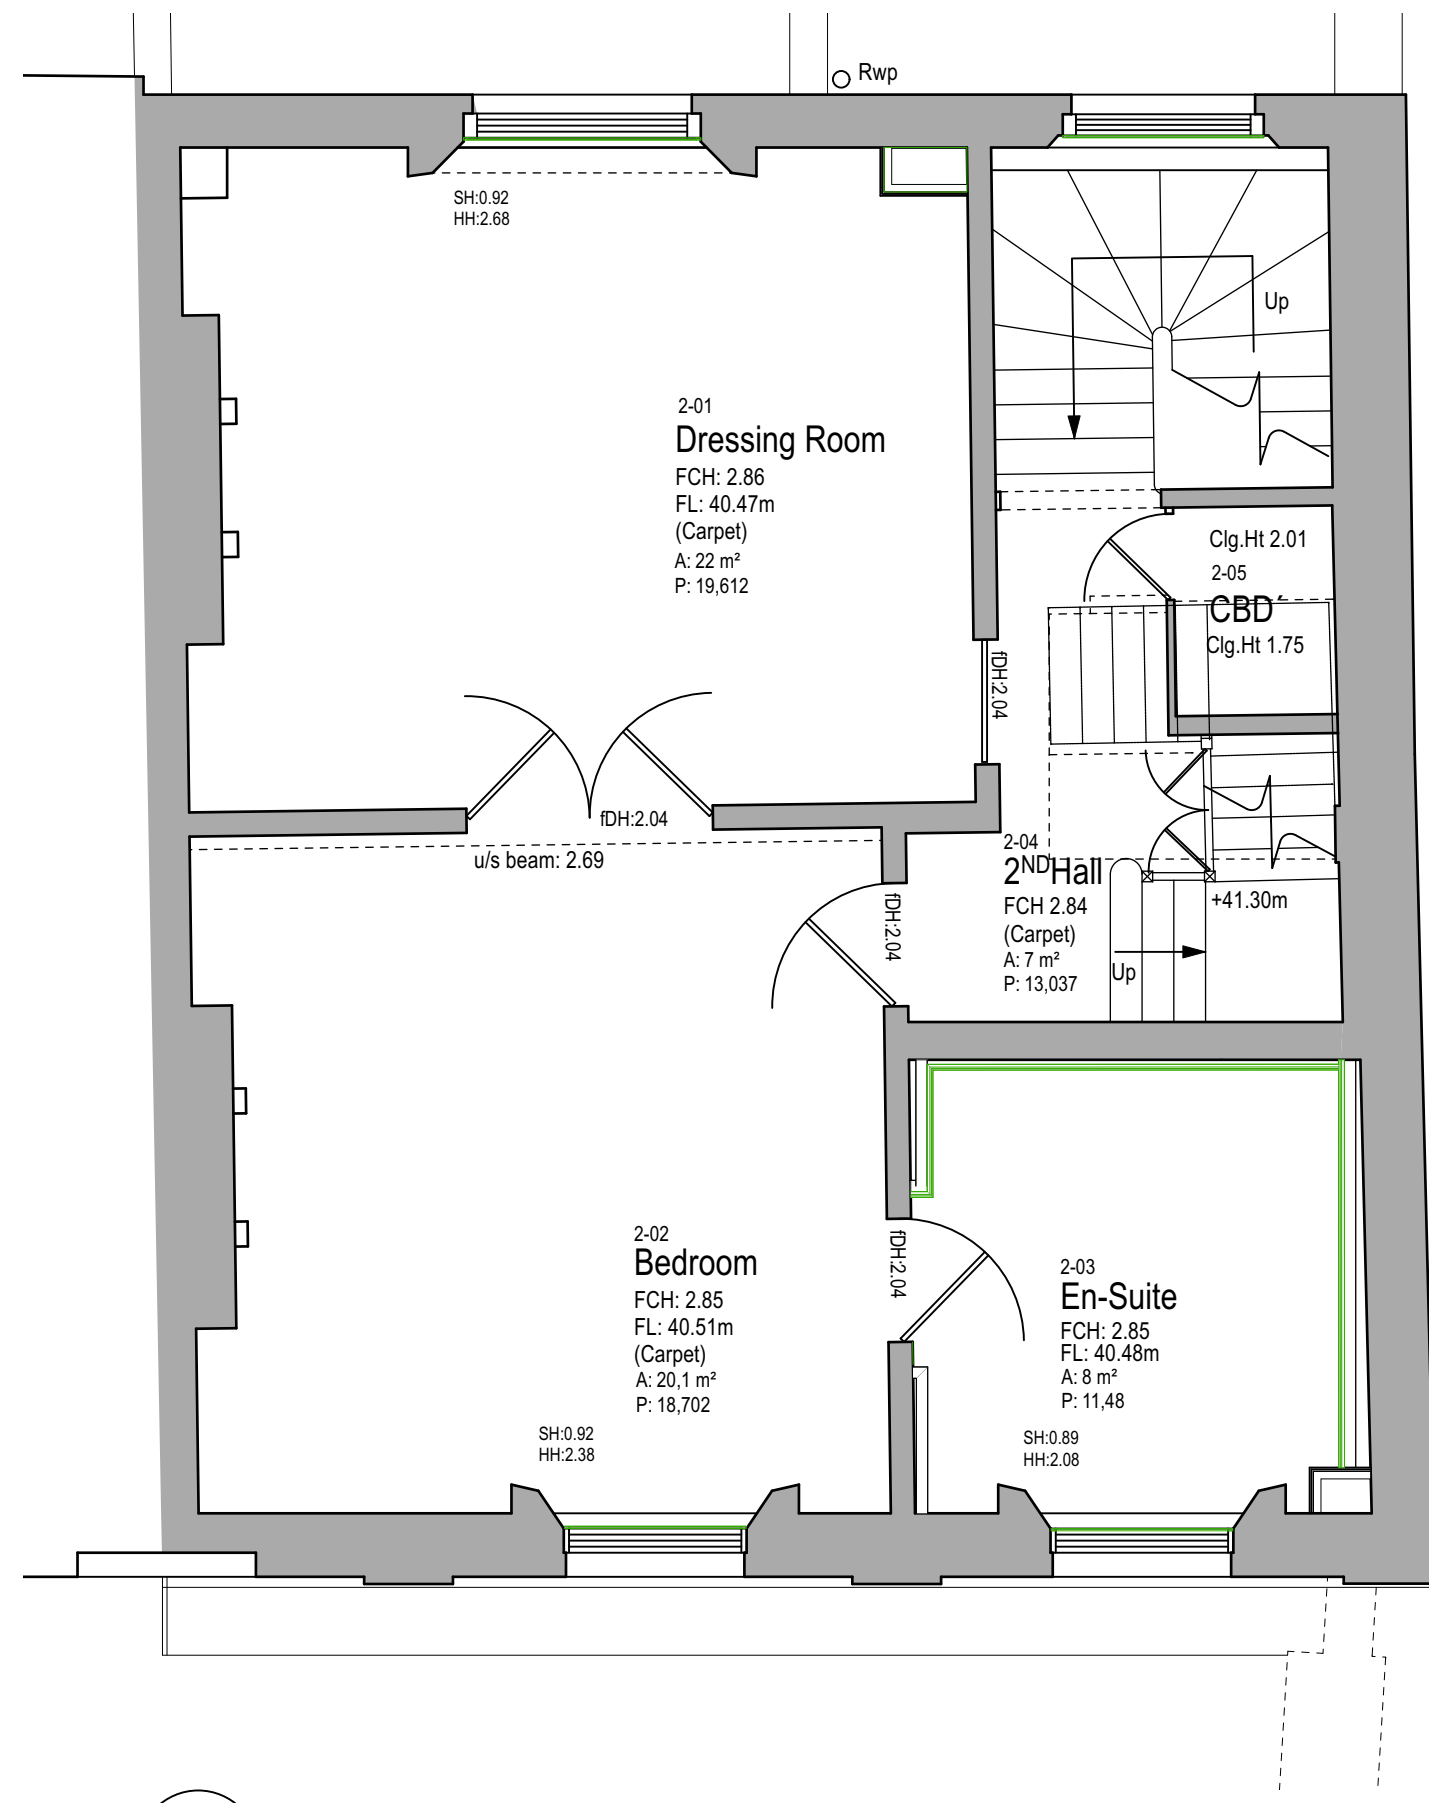 Rwp
SH:0.92
HH:2.68
Up
2-01
Dressing Room
FCH: 2.86
FL: 40.47m
(Carpet)
A: 22 m²
P: 19,612
Clg.Ht 2.01
2-05
CBD
Clg.Ht 1.75
fDH:2.04
fDH:2.04
u/s beam: 2.69
2-04
2ND Hall
FCH 2.84
(Carpet)
A: 7 m²
P: 13,037
+41.30m
Up
fDH:2.04
2-02
Bedroom
FCH: 2.85
FL: 40.51m
(Carpet)
A: 20,1 m²
P: 18,702
fDH:2.04
2-03
En-Suite
FCH: 2.85
FL: 40.48m
A: 8 m²
P: 11,48
SH:0.92
HH:2.38
SH:0.89
HH:2.08